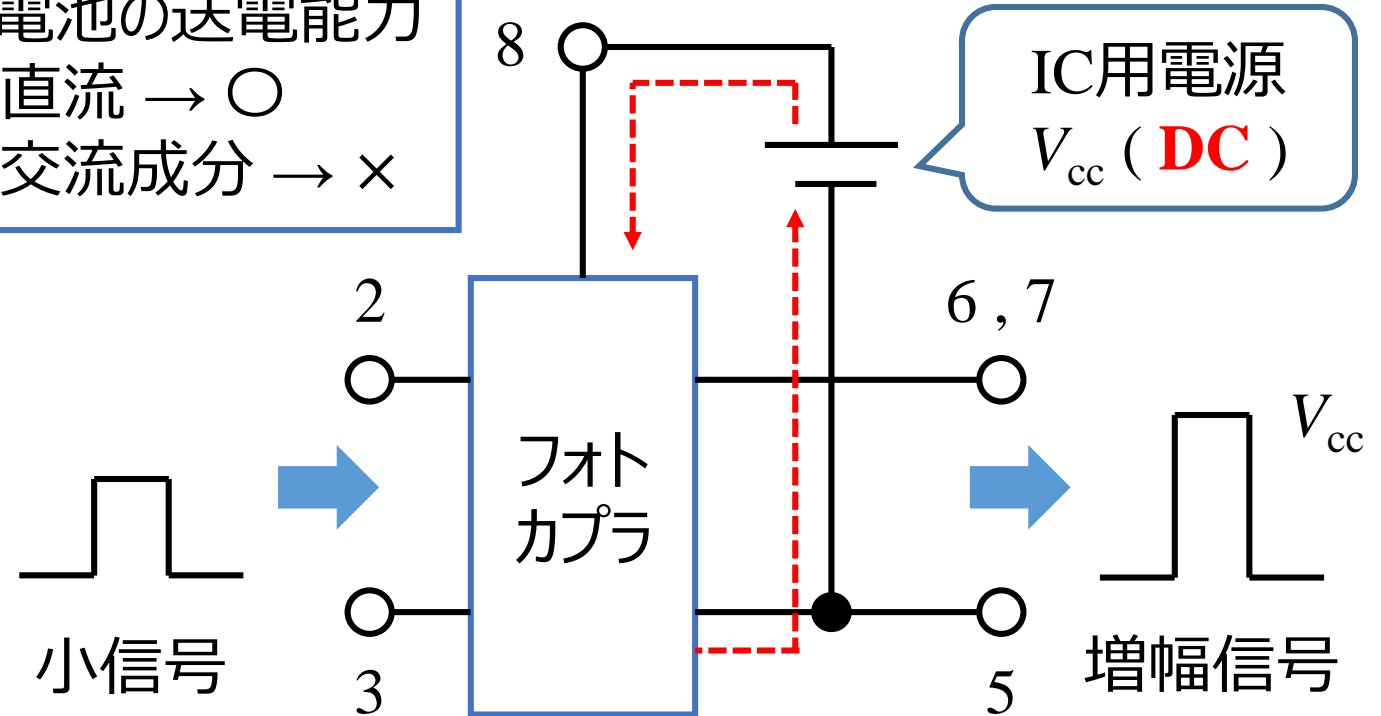 電池の送電能力
直流 → ○
交流成分 → ×
8
IC用電源
Vcc ( DC )
2
6 , 7
フォト
カプラ
Vcc
小信号
3
5
増幅信号